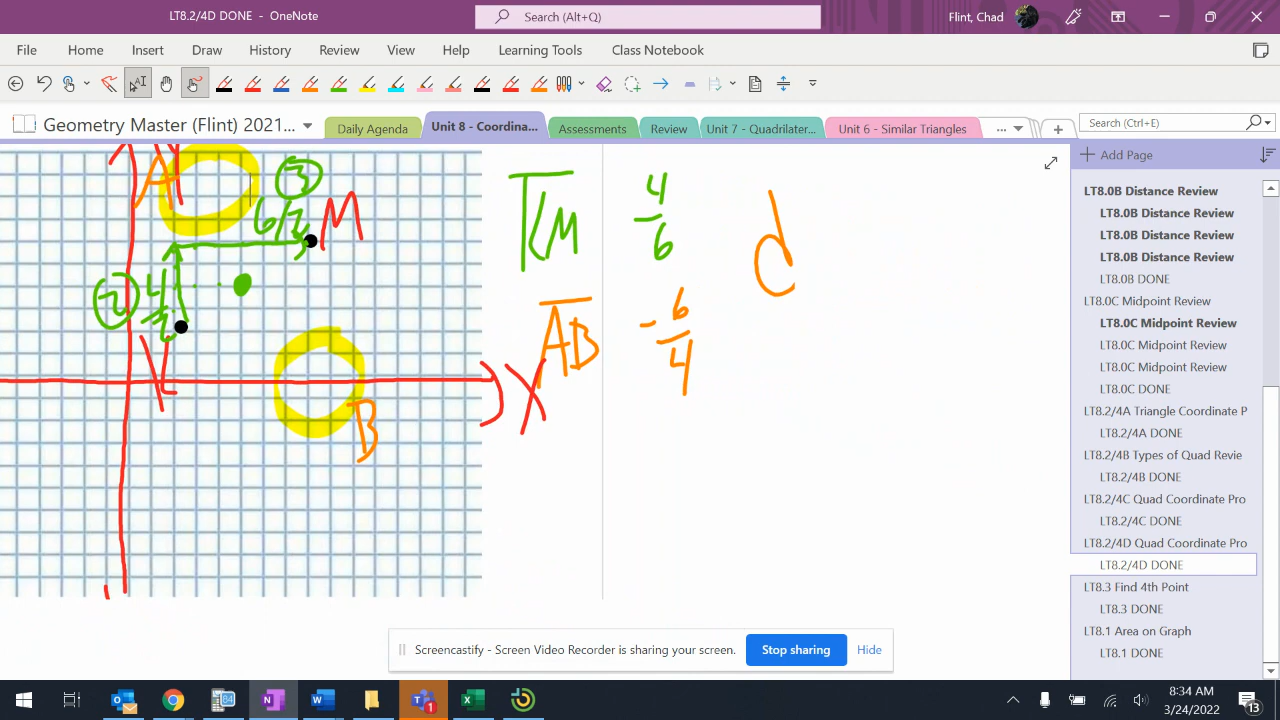 LT8.2/4D DONE - OneNote
Search (Alt+Q)
Flint, Chad
File Home Insert Draw History Review View Help Learning Tools Class Notebook
Geometry Master (Flint) 2021...
Daily Agenda
Unit 8 - Coordina...
Assessments
Review
Unit 7 - Quadrilater...
Unit 6 - Similar Triangles
...
+
Search (Ctrl+E)
Add Page
LT8.0B Distance Review
LT8.0B Distance Review
LT8.0B Distance Review
LT8.0B Distance Review
LT8.0B DONE
LT8.0C Midpoint Review
LT8.0C Midpoint Review
LT8.0C Midpoint Review
LT8.0C Midpoint Review
LT8.0C DONE
LT8.2/4A Triangle Coordinate P
LT8.2/4A DONE
LT8.2/4B Types of Quad Revie
LT8.2/4B DONE
LT8.2/4C Quad Coordinate Pro
LT8.2/4C DONE
LT8.2/4D Quad Coordinate Pro
LT8.2/4D DONE
LT8.3 Find 4th Point
LT8.3 DONE
LT8.1 Area on Graph
LT8.1 DONE
A
3
6/2
M
2
4
K
B
X
KM 4/6
AB -6/4
d
Screencastify - Screen Video Recorder is sharing your screen.
Stop sharing
Hide
84
1
8:34 AM
3/24/2022
13